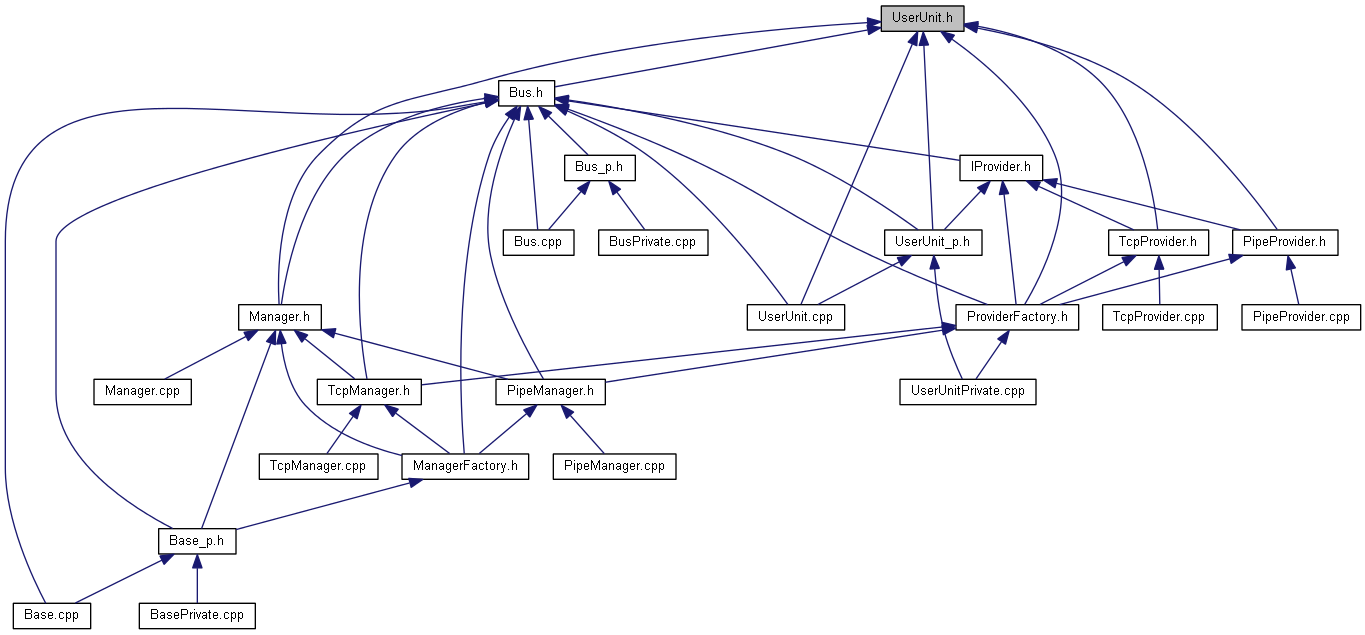 UserUnit.h
Bus.h
Bus_p.h
IProvider.h
Bus.cpp
BusPrivate.cpp
UserUnit_p.h
TcpProvider.h
PipeProvider.h
Manager.h
UserUnit.cpp
ProviderFactory.h
TcpProvider.cpp
PipeProvider.cpp
Manager.cpp
TcpManager.h
PipeManager.h
UserUnitPrivate.cpp
TcpManager.cpp
ManagerFactory.h
PipeManager.cpp
Base_p.h
Base.cpp
BasePrivate.cpp